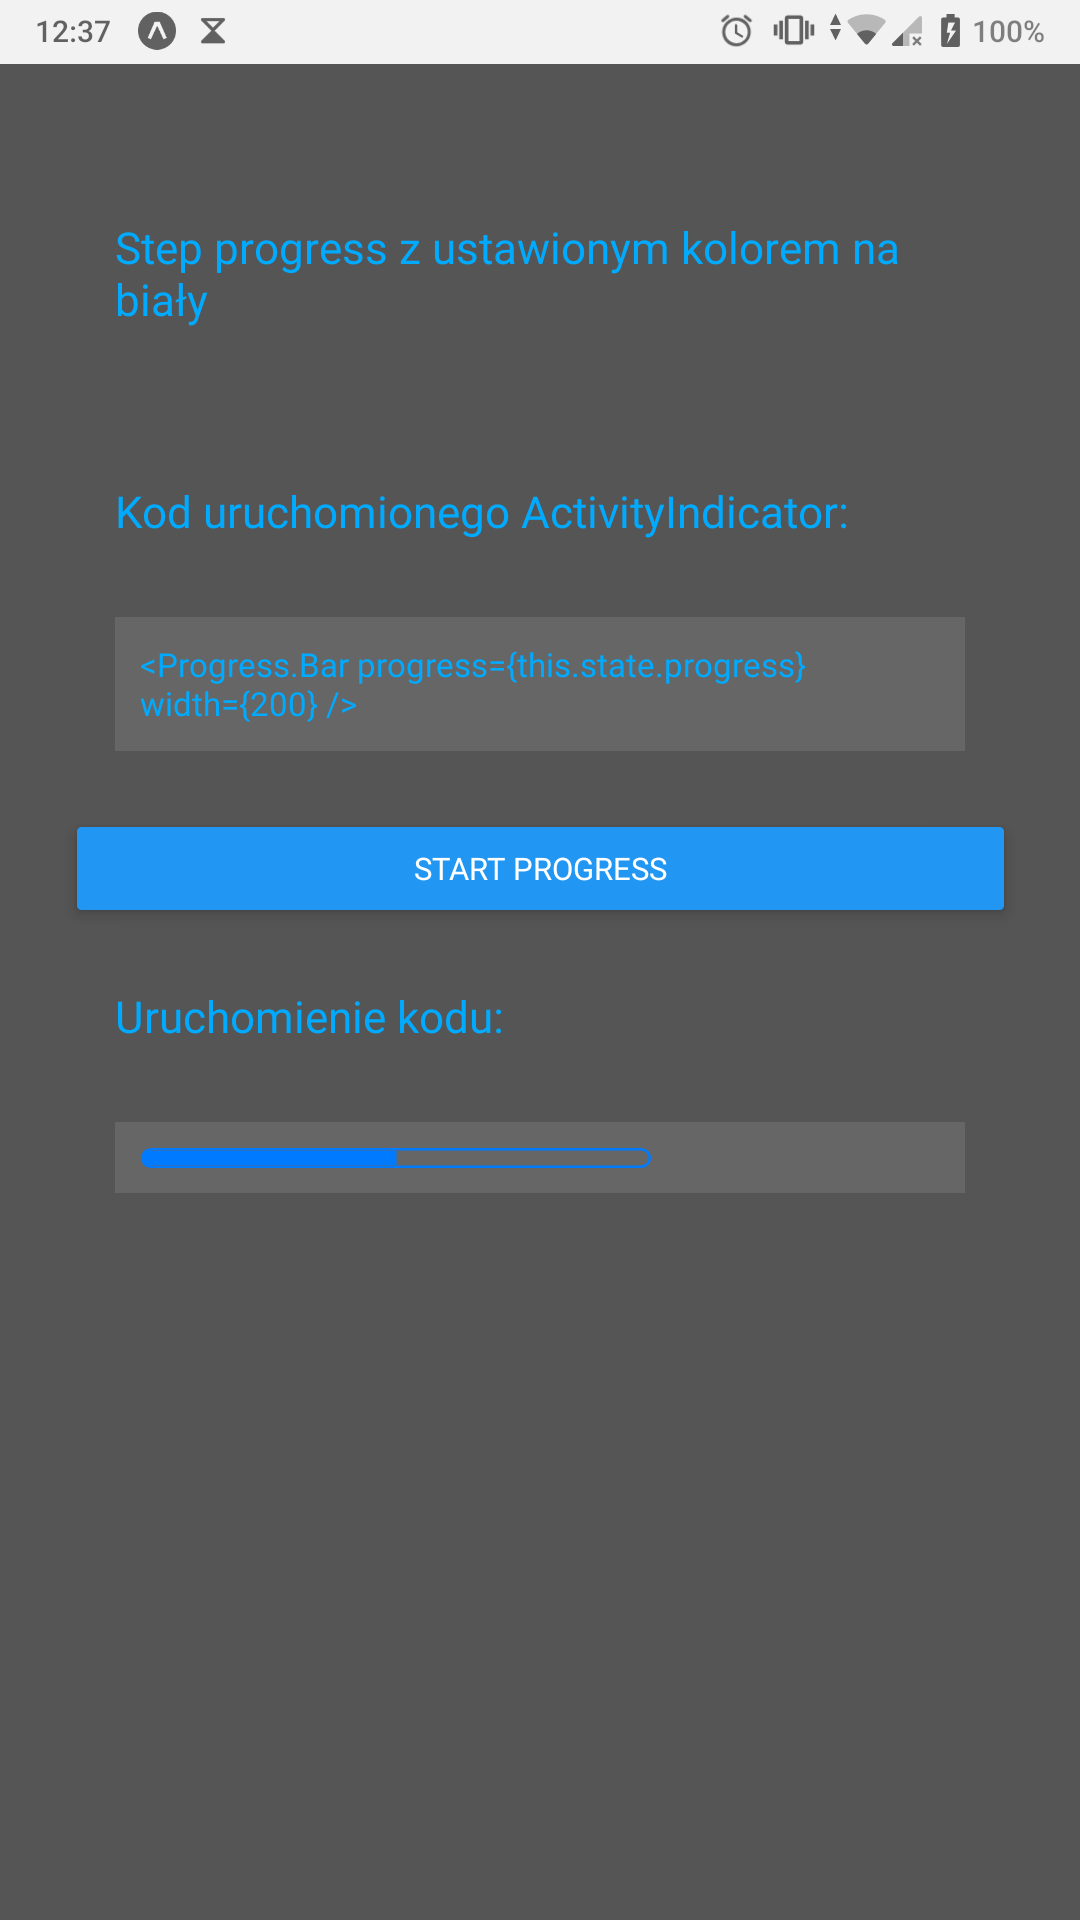 12:37 100%
Step progress z ustawionym kolorem na
biały
Kod uruchomionego ActivityIndicator:
<Progress.Bar progress={this.state.progress}
width={200} />
START PROGRESS
Uruchomienie kodu: